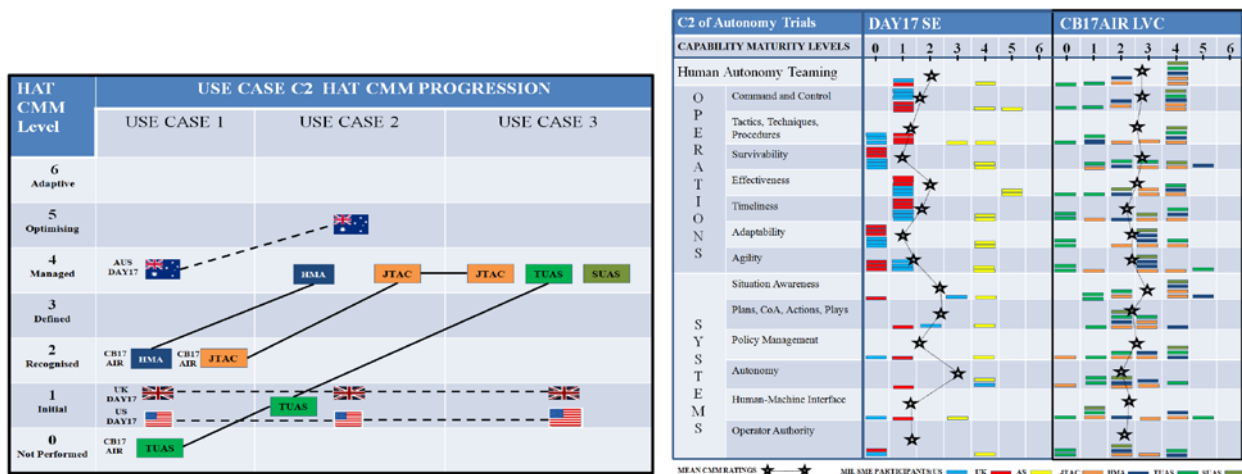 HAT CMM Level
USE CASE C2 HAT CMM PROGRESSION
USE CASE 1
USE CASE 2
USE CASE 3
6
Adaptive
5
Optimising
4
Managed
AUS DAY17
HMA
JTAC
JTAC
TUAS
SUAS
3
Defined
2
Recognised
CB17 AIR
HMA
CB17 AIR
JTAC
1
Initial
UK DAY17
US DAY17
TUAS
0
Not Performed
CB17 AIR
TUAS
C2 of Autonomy Trials
DAY17 SE
CB17AIR LVC
CAPABILITY MATURITY LEVELS
0 1 2 3 4 5 6
0 1 2 3 4 5 6
Human Autonomy Teaming
OPERATIONS
Command and Control
Tactics, Techniques,
Procedures
Survivability
Effectiveness
Timeliness
Adaptability
Agility
SYSTEMS
Situation Awareness
Plans, CoA, Actions, Plays
Policy Management
Autonomy
Human-Machine Interface
Operator Authority
MEAN CMM RATINGS
MIL SME PARTICIPANTS: US UK AS JTAC HMA TUAS SUAS